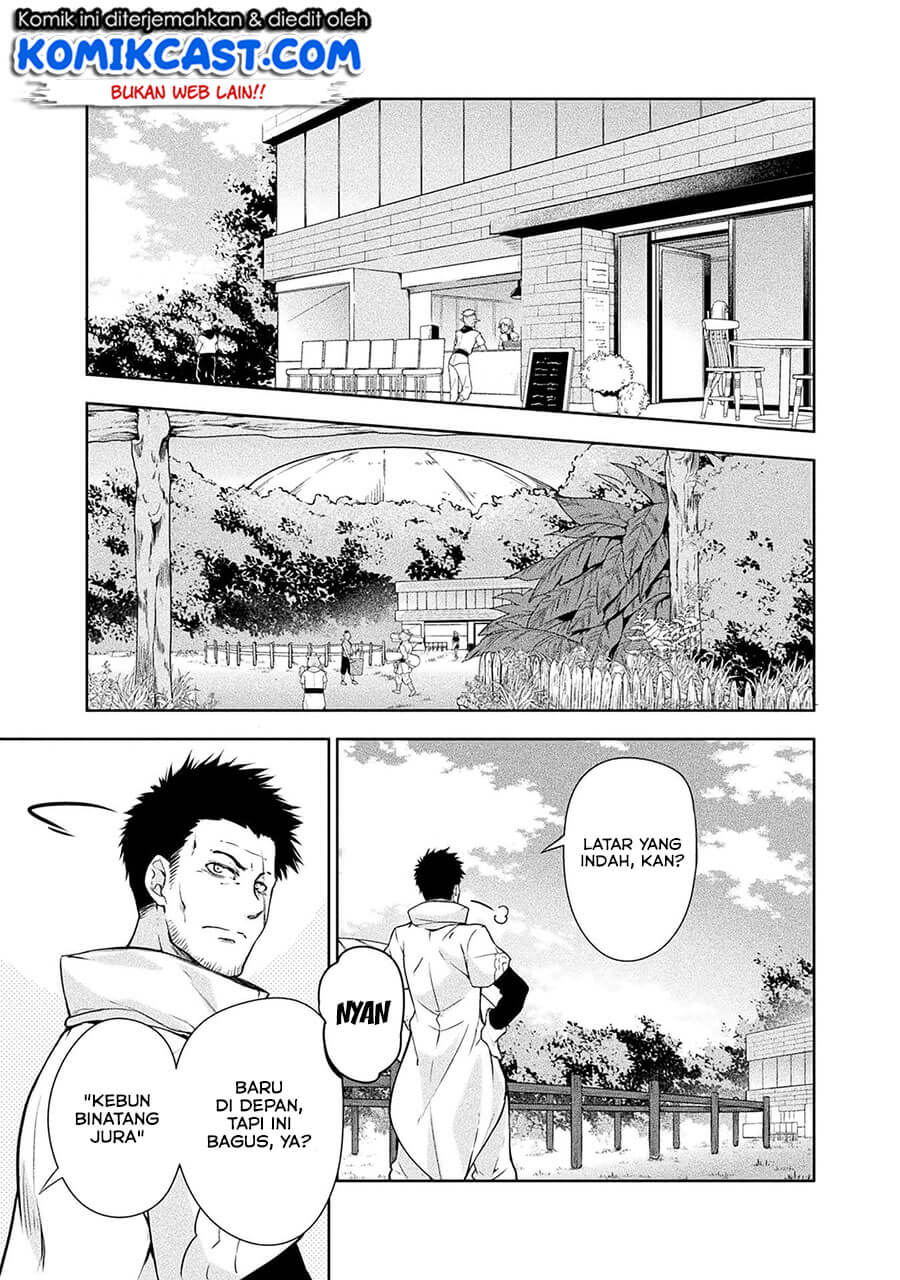 Komik ini diterjemahkan & diedit oleh
KOMIKCAST.COM
BUKAN WEB LAIN!!
LATAR YANG
INDAH, KAN?
NYAN
BARU
DI DEPAN,
TAPI INI
BAGUS, YA?
"KEBUN
BINATANG
JURA"